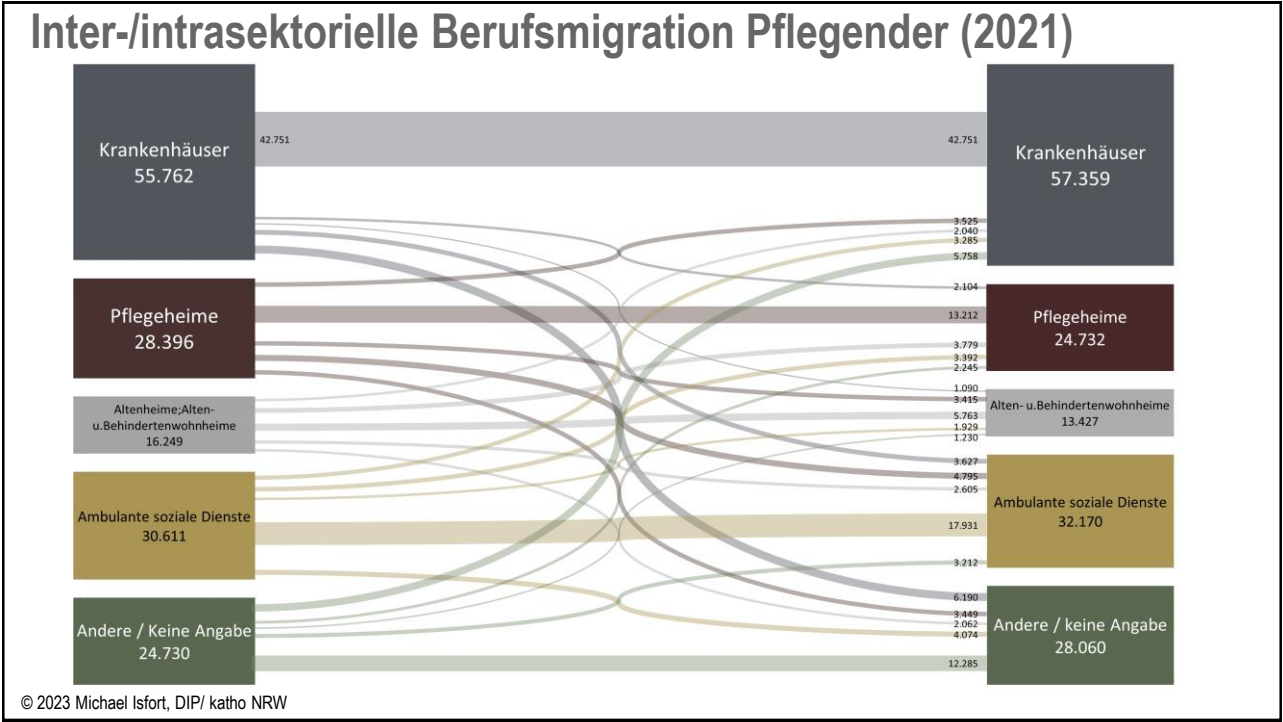 Inter-/intrasektorielle Berufsmigration Pflegender (2021)
Krankenhäuser
55.762
Pflegeheime
28.396
Altenheime;Alten-
u.Behindertenwohnheime
16.249
Ambulante soziale Dienste
30.611
Andere / Keine Angabe
24.730
42.751
42.751
3.525
2.040
3.285
5.758
2.104
13.212
3.779
3.392
2.245
1.090
3.415
5.763
1.929
1.230
3.627
4.795
2.605
17.931
3.212
6.190
3.449
2.062
4.074
12.285
Krankenhäuser
57.359
Pflegeheime
24.732
Alten- u.Behindertenwohnheime
13.427
Ambulante soziale Dienste
32.170
Andere / keine Angabe
28.060
© 2023 Michael Isfort, DIP/ katho NRW